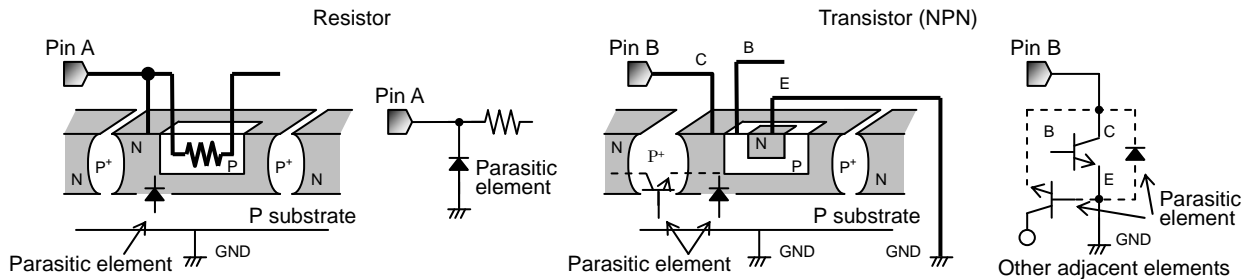 Resistor
Transistor (NPN)
Pin A
N
P
N
P+
P+
N
P substrate
Parasitic element
GND
Pin A
Parasitic
element
Pin B
C
B
E
N
P+
N
P
N
P+
N
P substrate
Parasitic element
GND
GND
Pin B
B
C
E
Parasitic
element
GND
Other adjacent elements